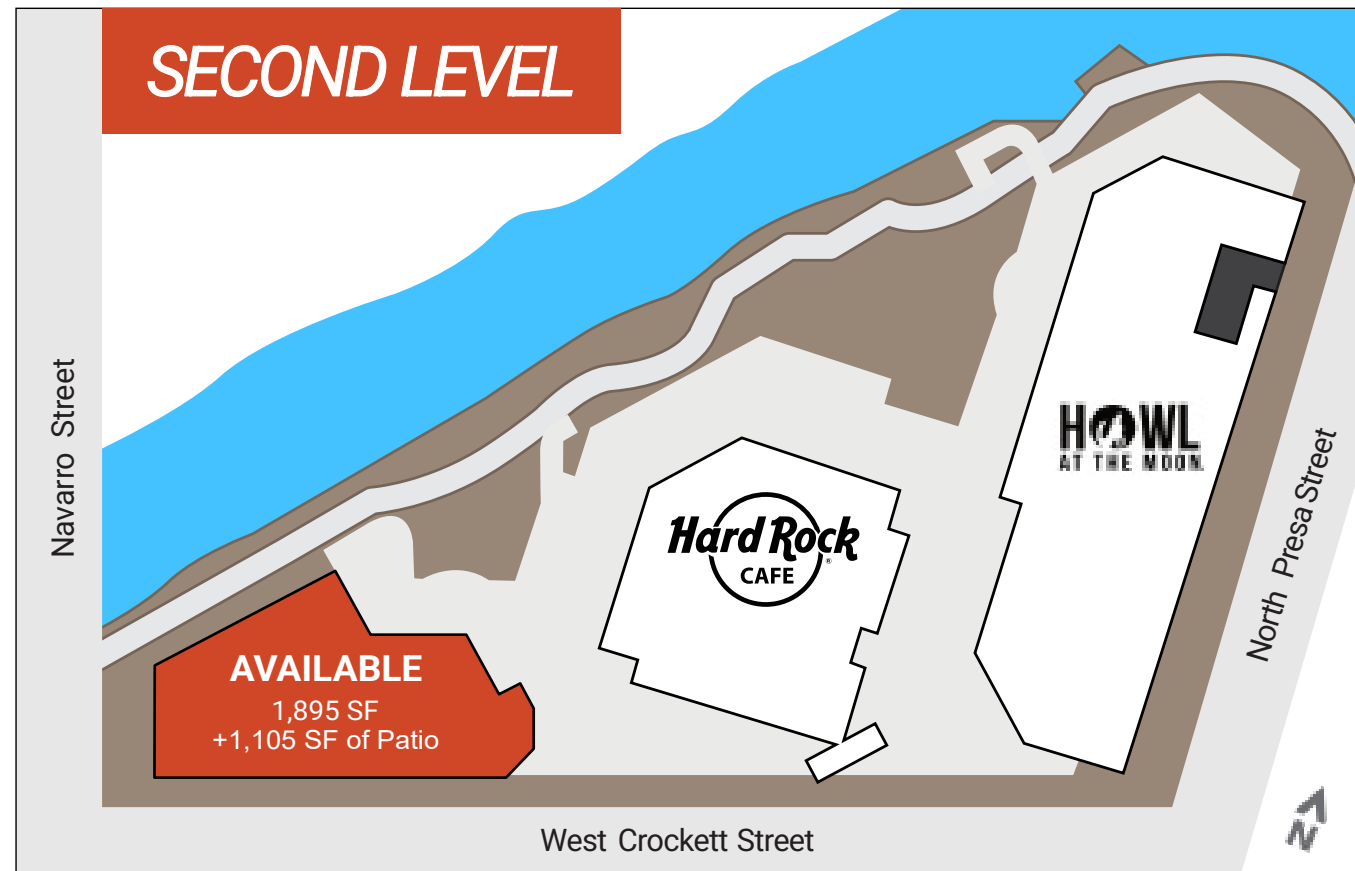 SECOND LEVEL
Navarro Street
HOWL
AT THE MOON
Hard Rock
CAFE
®
North Presa Street
AVAILABLE
1,895 SF
+1,105 SF of Patio
West Crockett Street
N